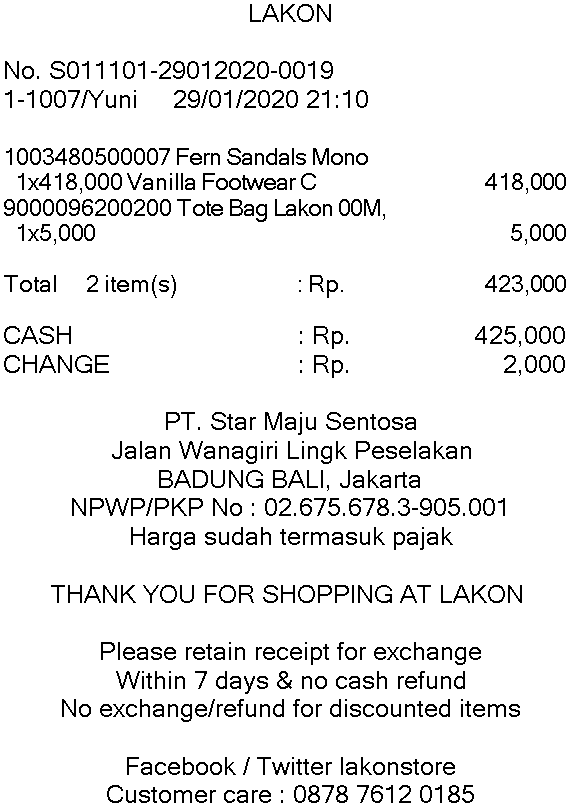 LAKON
No. S011101-29012020-0019
1-1007/Yuni 29/01/2020 21:10
1003480500007 Fern Sandals Mono
1x418,000 Vanilla Footwear C 418,000
9000096200200 Tote Bag Lakon 00M,
1x5,000 5,000
Total 2 item(s) : Rp. 423,000
CASH : Rp. 425,000
CHANGE : Rp. 2,000
PT. Star Maju Sentosa
Jalan Wanagiri Lingk Peselakan
BADUNG BALI, Jakarta
NPWP/PKP No : 02.675.678.3-905.001
Harga sudah termasuk pajak
THANK YOU FOR SHOPPING AT LAKON
Please retain receipt for exchange
Within 7 days & no cash refund
No exchange/refund for discounted items
Facebook / Twitter lakonstore
Customer care : 0878 7612 0185